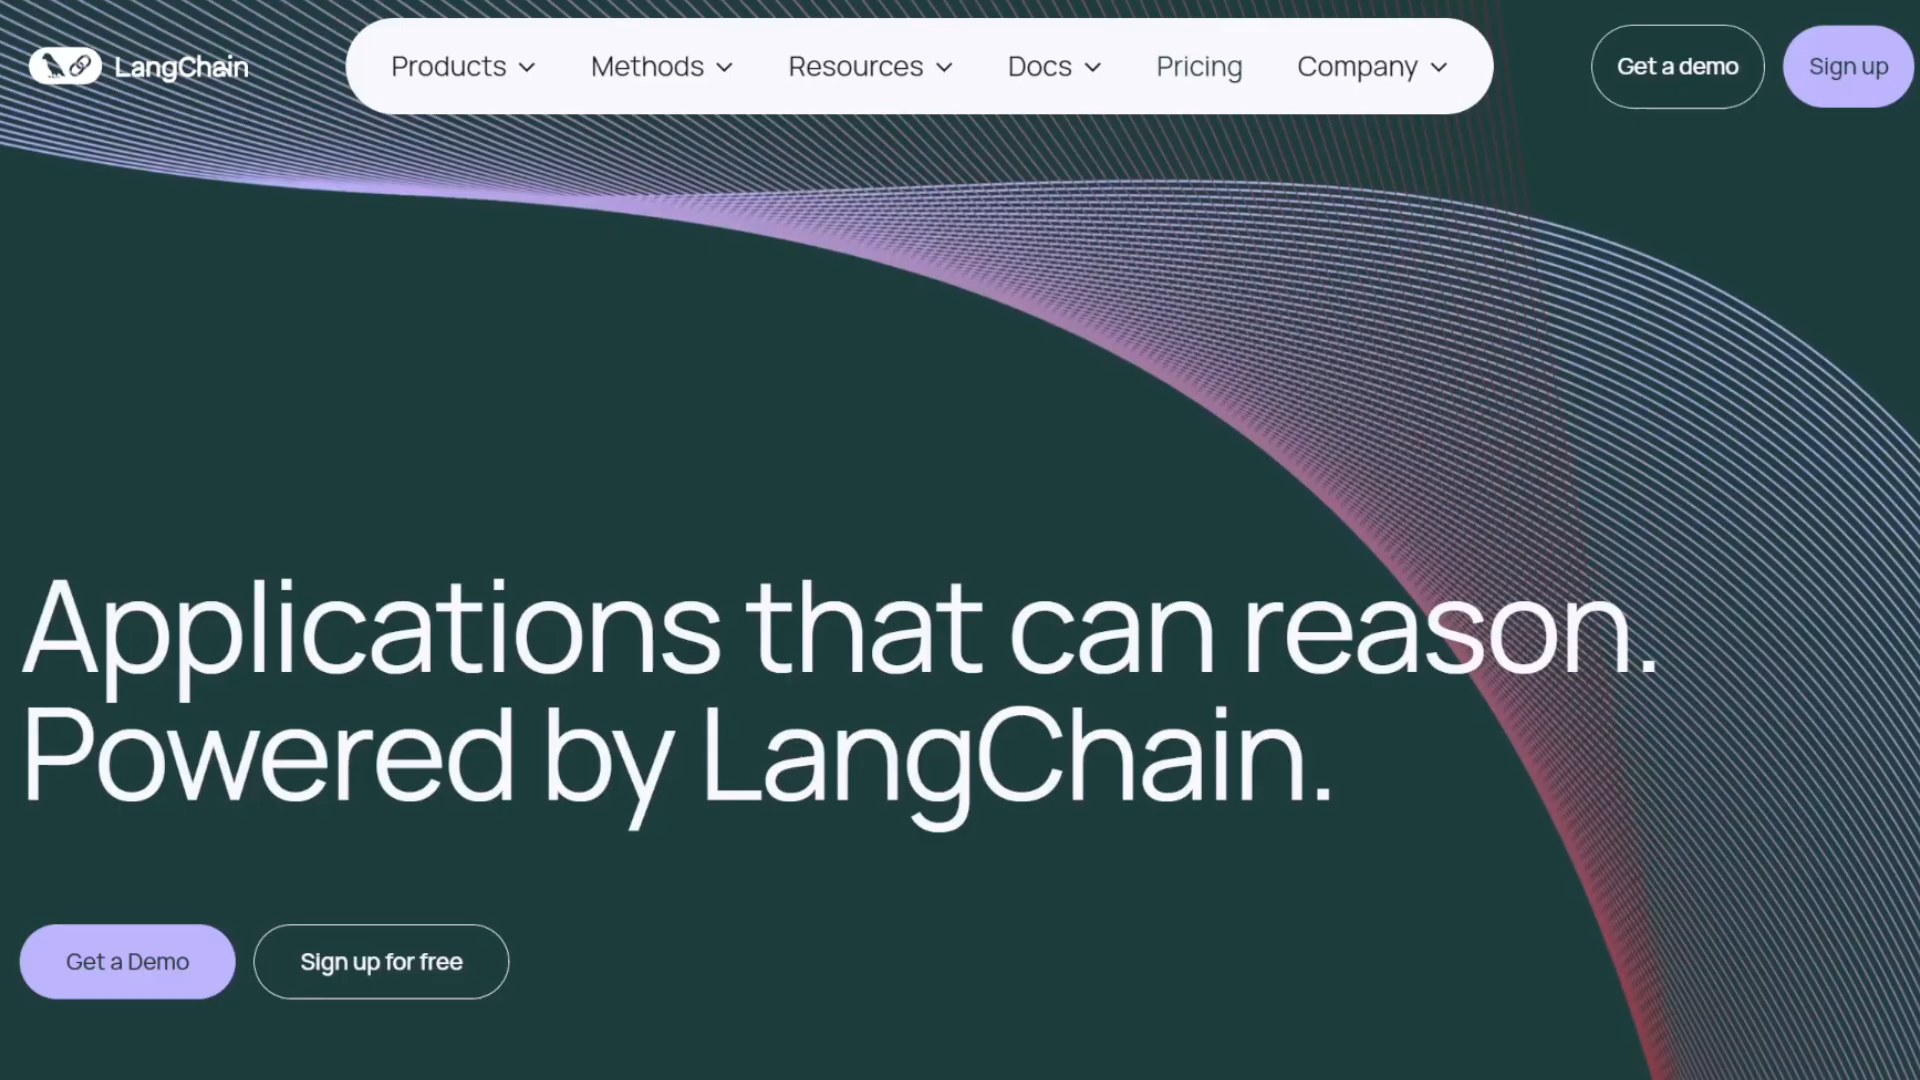 LangChain
Products
Methods
Resources
Docs
Pricing
Company
Get a demo
Sign up
Applications that can reason.
Powered by LangChain.
Get a Demo
Sign up for free